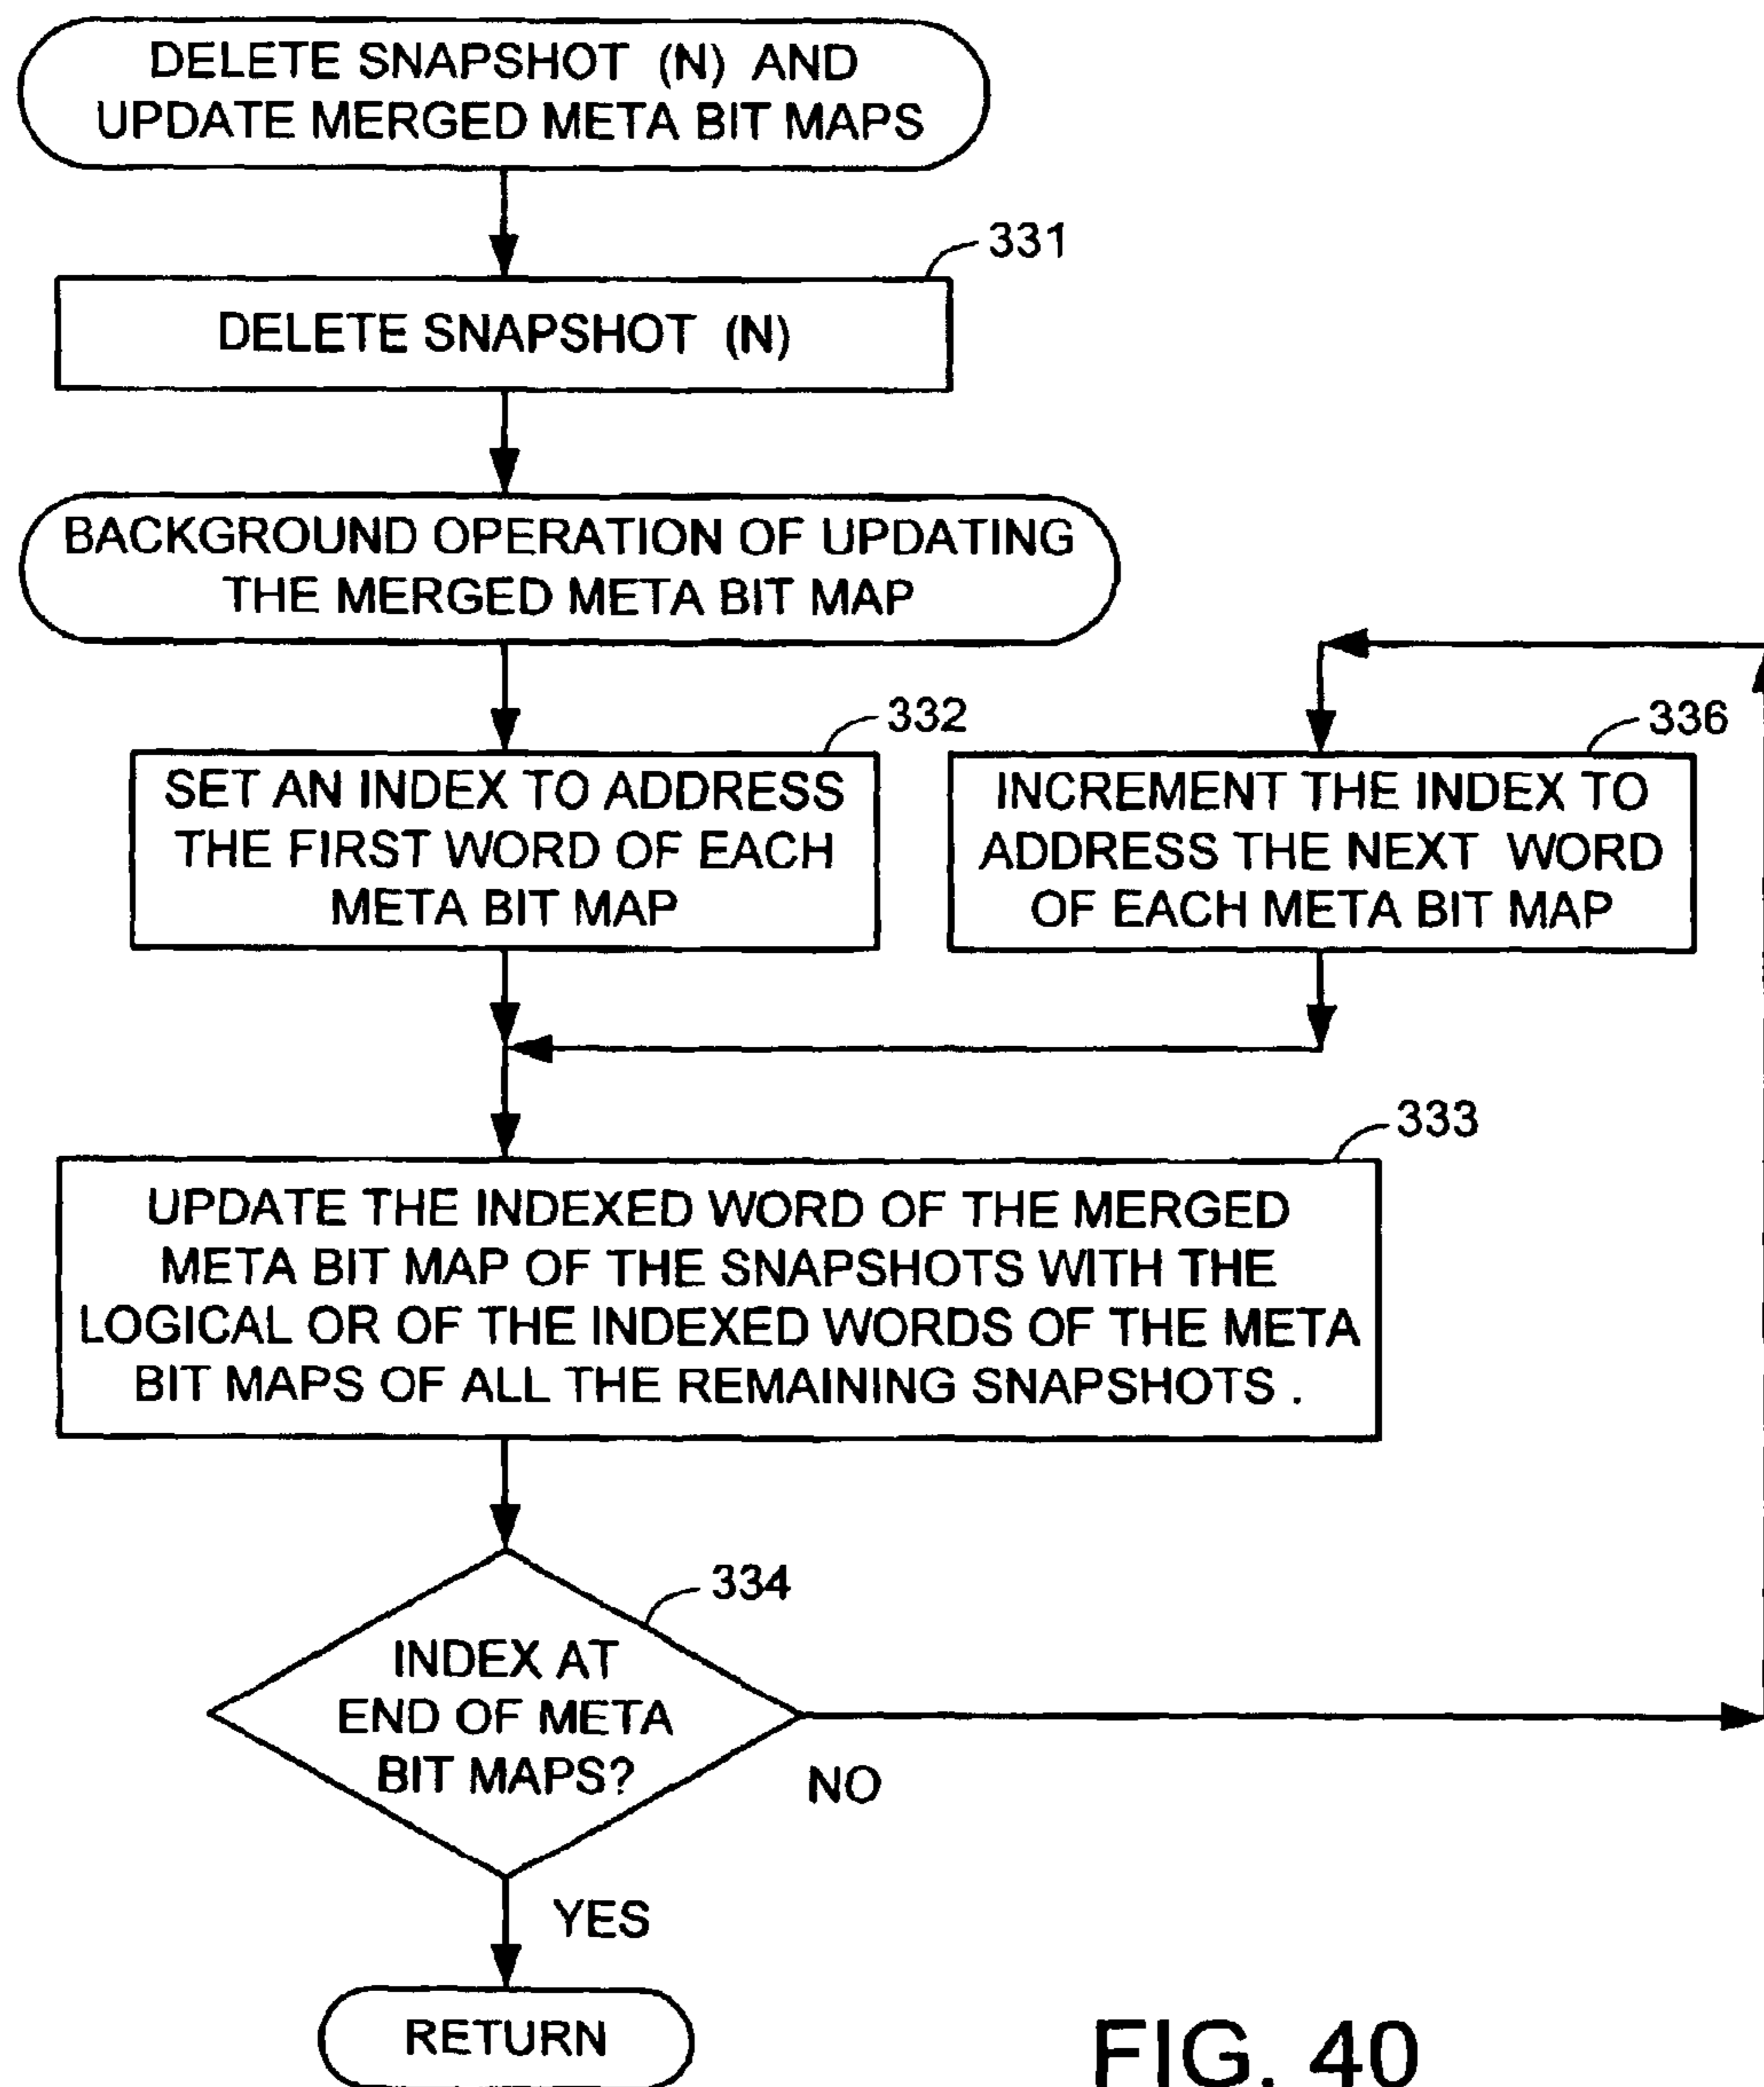 DELETE SNAPSHOT (N) AND
UPDATE MERGED META BIT MAPS
331
DELETE SNAPSHOT (N)
BACKGROUND OPERATION OF UPDATING
THE MERGED META BIT MAP
332
SET AN INDEX TO ADDRESS
THE FIRST WORD OF EACH
META BIT MAP
336
INCREMENT THE INDEX TO
ADDRESS THE NEXT WORD
OF EACH META BIT MAP
333
UPDATE THE INDEXED WORD OF THE MERGED
META BIT MAP OF THE SNAPSHOTS WITH THE
LOGICAL OR OF THE INDEXED WORDS OF THE META
BIT MAPS OF ALL THE REMAINING SNAPSHOTS .
334
INDEX AT
END OF META
BIT MAPS?
NO
YES
RETURN
FIG. 40